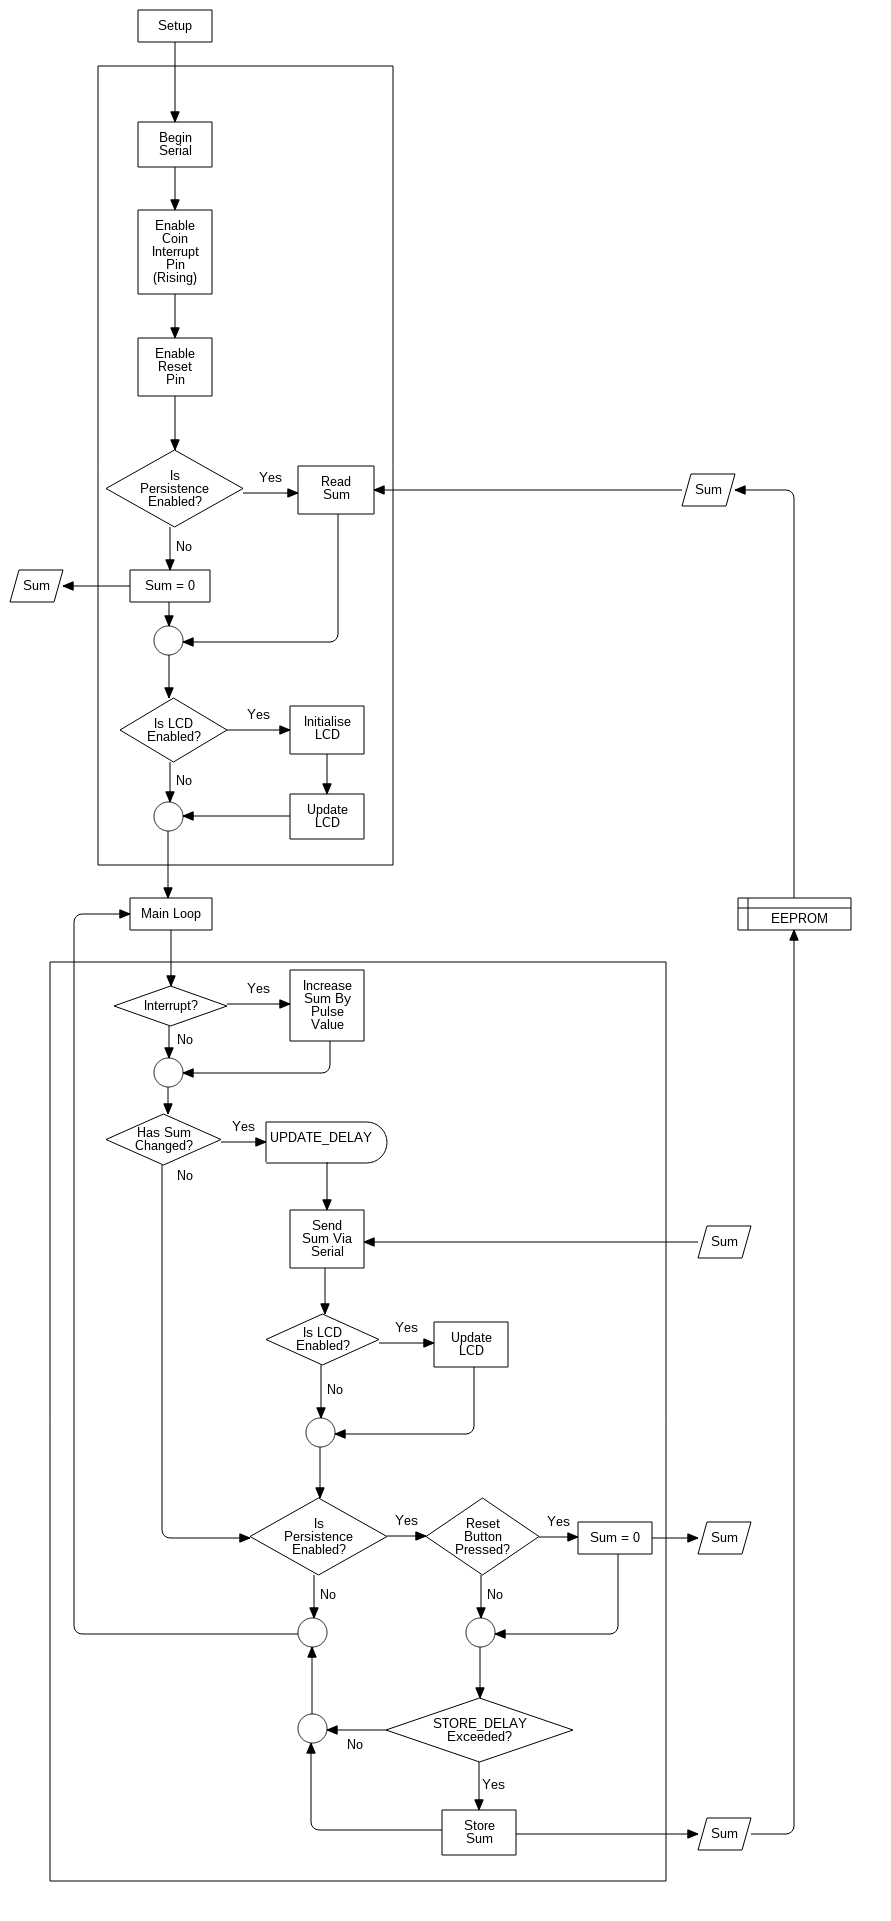 Setup
Begin
Serial
Enable
Coin
Interrupt
Pin
(Rising)
Enable
Reset
Pin
Is
Persistence
Enabled?
Yes
Read
Sum
Sum
No
Sum
Sum = 0
Is LCD
Enabled?
Yes
Initialise
LCD
No
Update
LCD
Main Loop
EEPROM
Interrupt?
Yes
Increase
Sum By
Pulse
Value
No
Has Sum
Changed?
Yes
UPDATE_DELAY
No
Send
Sum Via
Serial
Sum
Is LCD
Enabled?
Yes
Update
LCD
No
Is
Persistence
Enabled?
Yes
Reset
Button
Pressed?
Yes
Sum = 0
Sum
No
No
STORE_DELAY
Exceeded?
No
Yes
Store
Sum
Sum